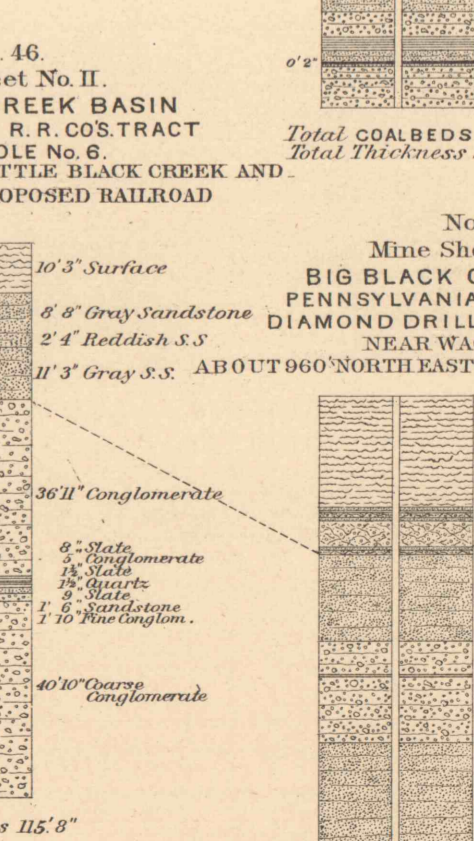 . 46.
eet No. II.
REEK BASIN
R. R. CO'S. TRACT
OLE No. 6.
TTLE BLACK CREEK AND
OPOSED RAILROAD
10' 3" Surface
8' 8" Gray Sandstone
2' 4" Reddish S.S
11' 3" Gray S.S.
36'11" Conglomerate
8" Slate
5" Conglomerate
1½" Slate
1½" Quartz
9" Slate
1' 6" Sandstone
1' 10" Fine Conglom.
40'10" Coarse
Conglomerate
s 115.' 8"
0' 2"
Total COALBEDS
Total Thickness
No
Mine She
BIG BLACK C
PENNSYLVANIA
DIAMOND DRILL
NEAR WA
ABOUT 960' NORTH EAST